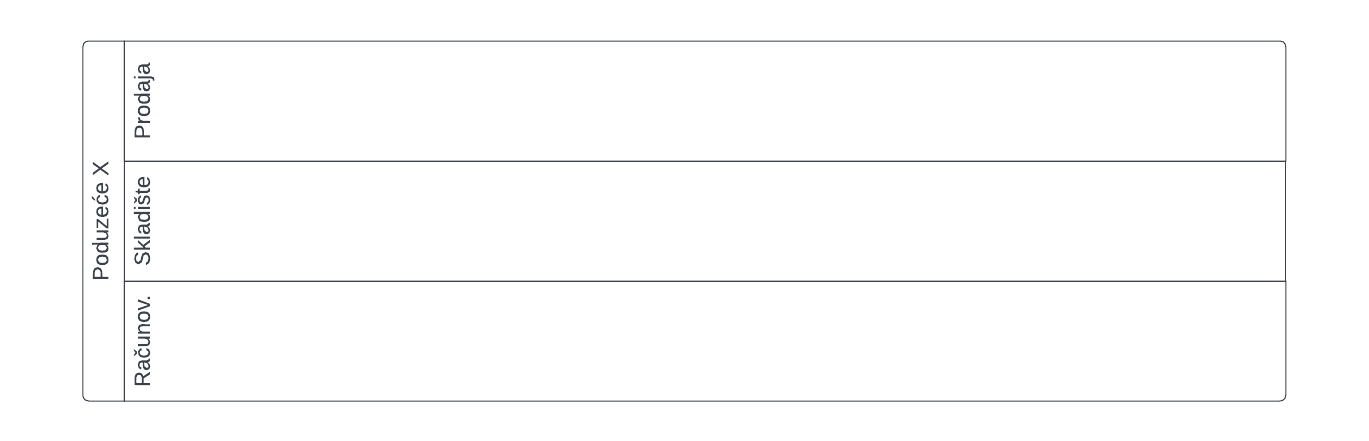 Poduzeće X
Prodaja
Skladište
Računov.